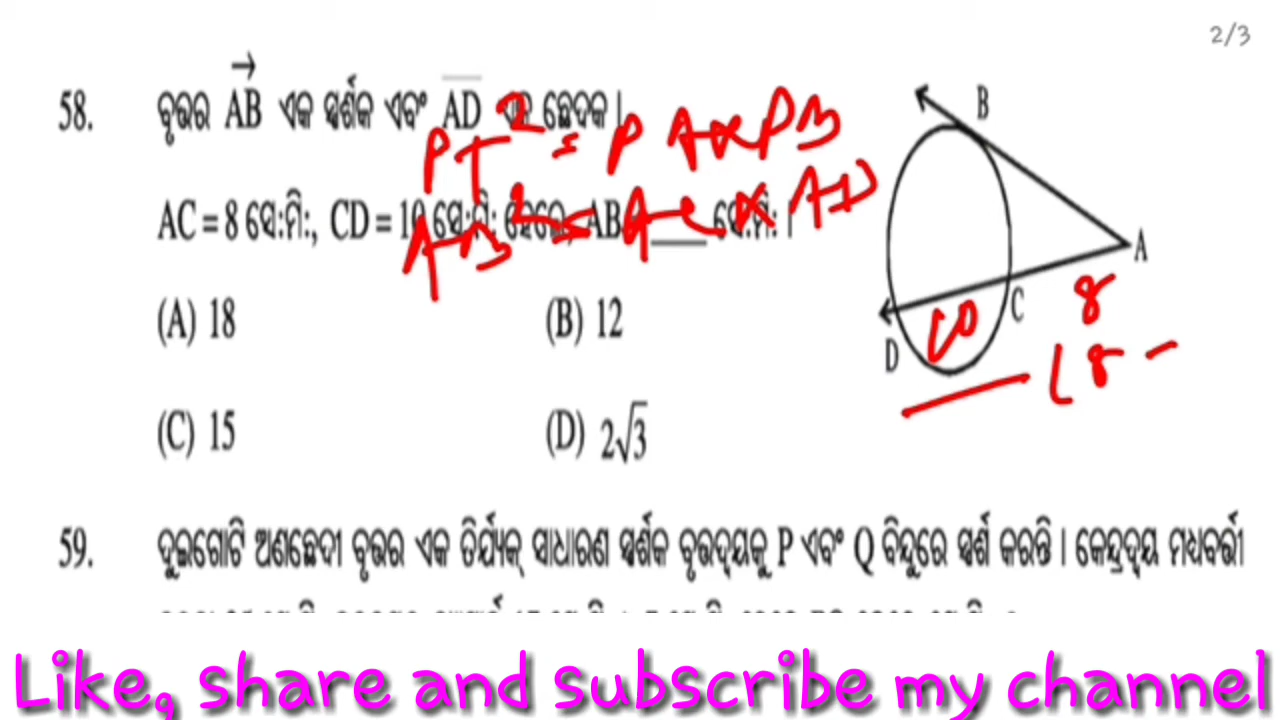 2/3
58. ବୃତ୍ତର AB ଏକ ସ୍ପର୍ଶକ ଏବଂ AD ଏକ ଛେଦକ ।
PT² = PA×PB
AC = 8 ସେ:ମି:, CD = 10 ସେ:ମି: ହେଲେ, AB ___ ସେ:ମି: ।
AB² = AC × AD
(A) 18 (B) 12
(C) 15 (D) 2√3
B
A
C
D
8
10
18
59. ଦୁଇଗୋଟି ଅଣଛେଦୀ ବୃତ୍ତର ଏକ ତିର୍ଯ୍ୟକ୍ ସାଧାରଣ ସ୍ପର୍ଶକ ବୃତ୍ତଦ୍ୱୟକୁ P ଏବଂ Q ବିନ୍ଦୁରେ ସ୍ପର୍ଶ କରନ୍ତି । କେନ୍ଦ୍ରଦ୍ୱୟ ମଧ୍ୟବର୍ତ୍ତୀ
Like, share and subscribe my channel